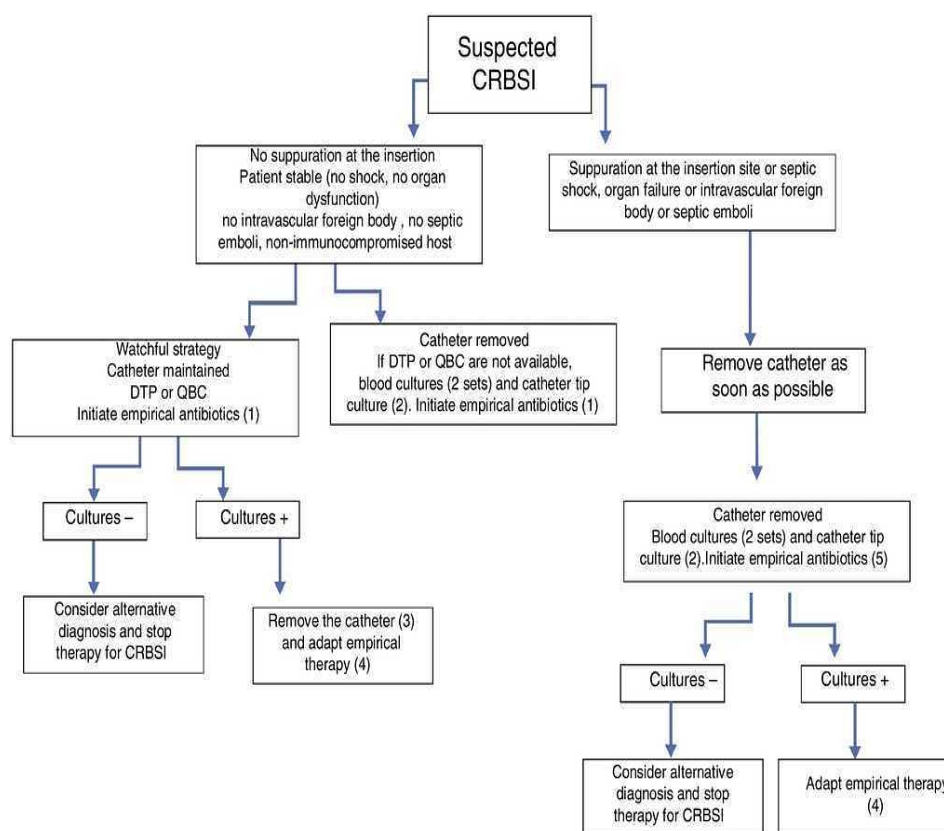 Suspected
CRBSI
No suppuration at the insertion
Patient stable (no shock, no organ
dysfunction)
no intravascular foreign body , no septic
emboli, non-immunocompromised host
Suppuration at the insertion site or septic
shock, organ failure or intravascular foreign
body or septic emboli
Watchful strategy
Catheter maintained
DTP or QBC
Initiate empirical antibiotics (1)
Catheter removed
If DTP or QBC are not available,
blood cultures (2 sets) and catheter tip
culture (2). Initiate empirical antibiotics (1)
Remove catheter as
soon as possible
Cultures –
Cultures +
Catheter removed
Blood cultures (2 sets) and catheter tip
culture (2).Initiate empirical antibiotics (5)
Consider alternative
diagnosis and stop
therapy for CRBSI
Remove the catheter (3)
and adapt empirical
therapy (4)
Cultures –
Cultures +
Consider alternative
diagnosis and stop
therapy for CRBSI
Adapt empirical therapy
(4)